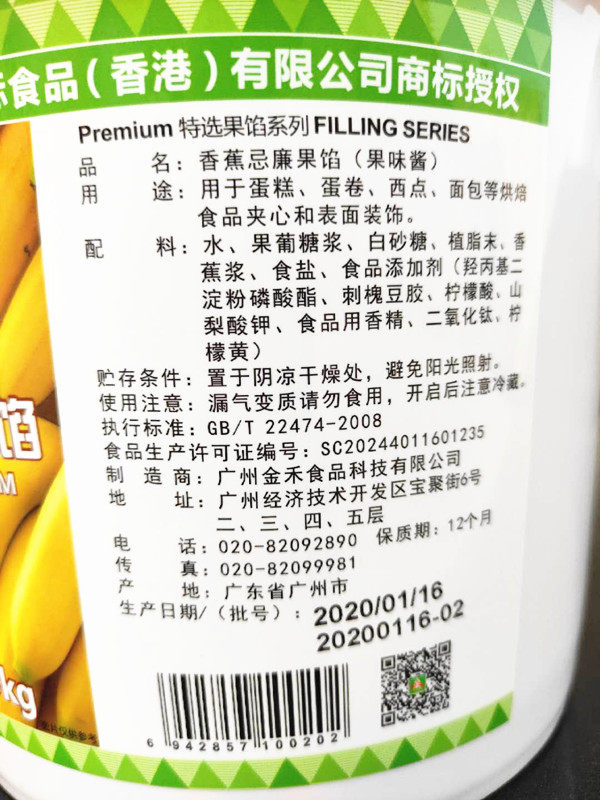 食品(香港)有限公司商标授权
Premium 特选果馅系列 FILLING SERIES
品 名：香蕉忌廉果馅（果味酱）
用 途：用于蛋糕、蛋卷、西点、面包等烘焙
食品夹心和表面装饰。
配 料：水、果葡糖浆、白砂糖、植脂末、香
蕉浆、食盐、食品添加剂（羟丙基二
淀粉磷酸酯、刺槐豆胶、柠檬酸、山
梨酸钾、食品用香精、二氧化钛、柠
檬黄）
贮存条件：置于阴凉干燥处，避免阳光照射。
使用注意：漏气变质请勿食用，开启后注意冷藏。
执行标准：GB/T 22474-2008
食品生产许可证编号：SC20244011601235
制 造 商：广州金禾食品科技有限公司
地 址：广州经济技术开发区宝聚街6号
二、三、四、五层
电 话：020-82092890 保质期：12个月
传 真：020-82099981
产 地：广东省广州市
生产日期/（批号）：2020/01/16
20200116-02
馅
M
kg
图片仅供参考
6 942857 100202